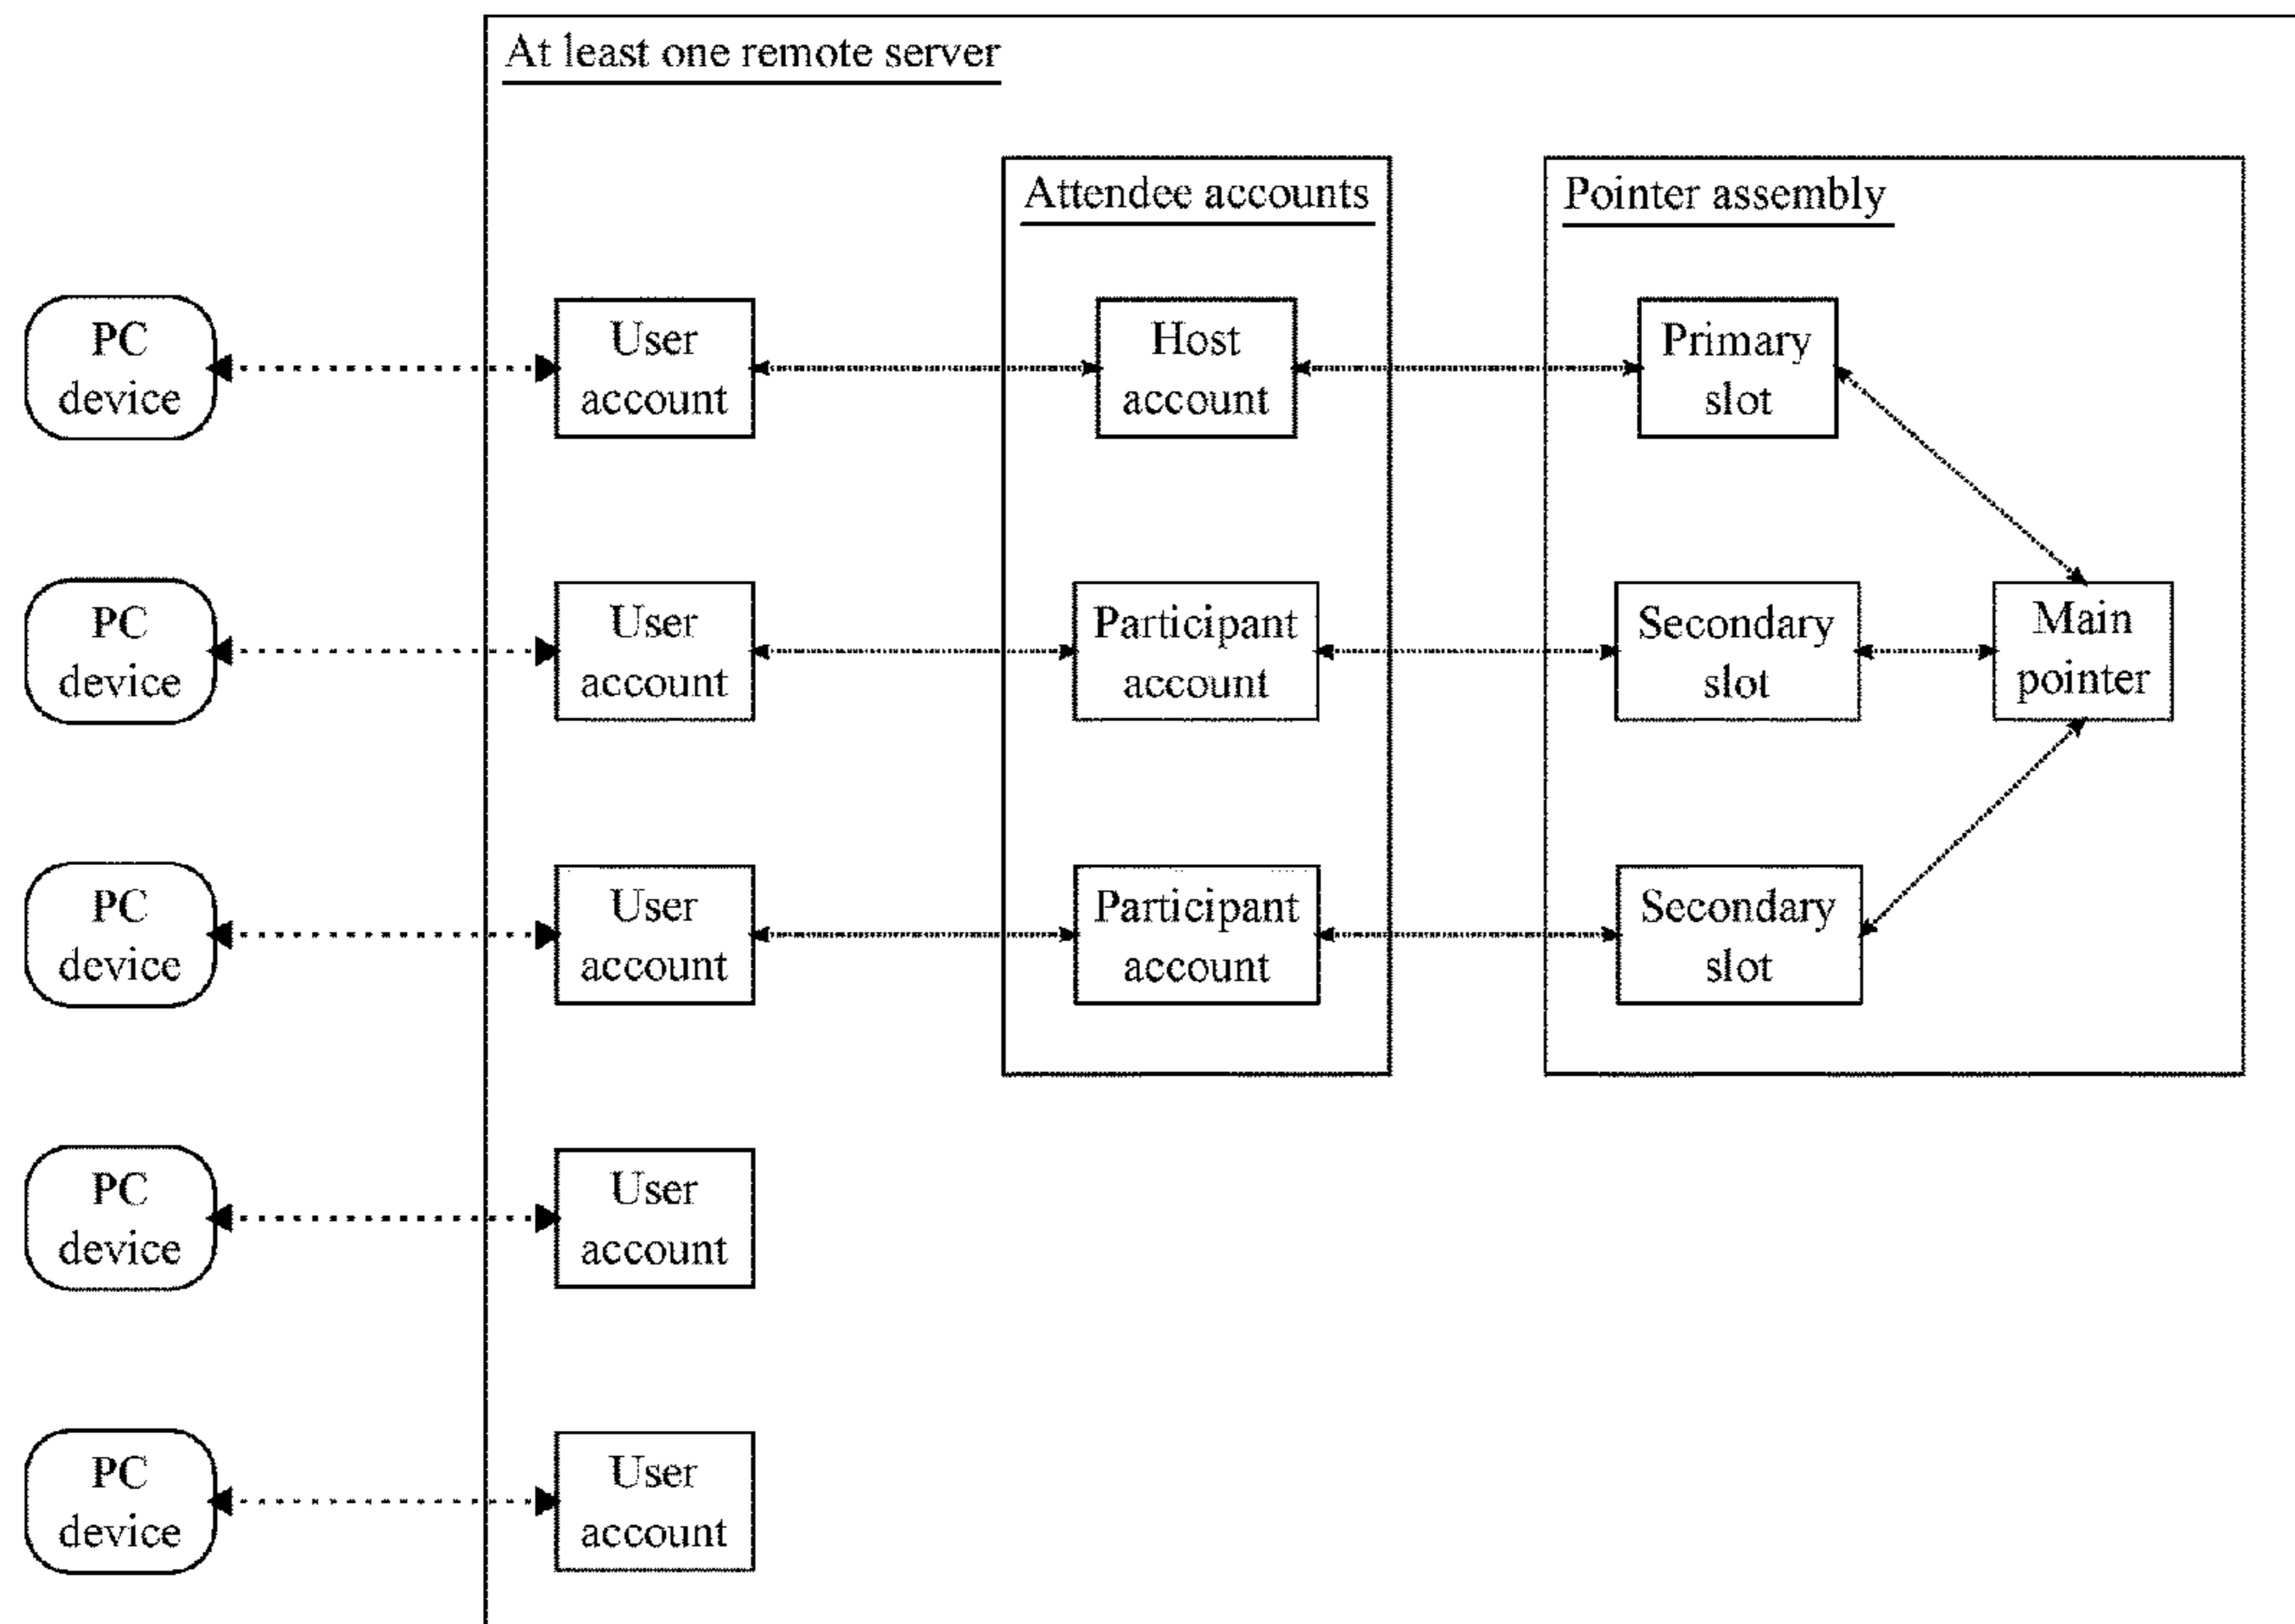 At least one remote server
Attendee accounts
Pointer assembly
PC
device
User
account
Host
account
Primary
slot
PC
device
User
account
Participant
account
Secondary
slot
Main
pointer
PC
device
User
account
Participant
account
Secondary
slot
PC
device
User
account
PC
device
User
account